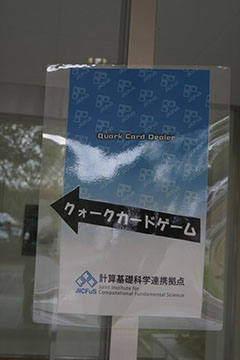 Quark Card Dealer
クォークカードゲーム
JICFuS
計算基礎科学連携拠点
Joint Institute for
Computational Fundamental Science